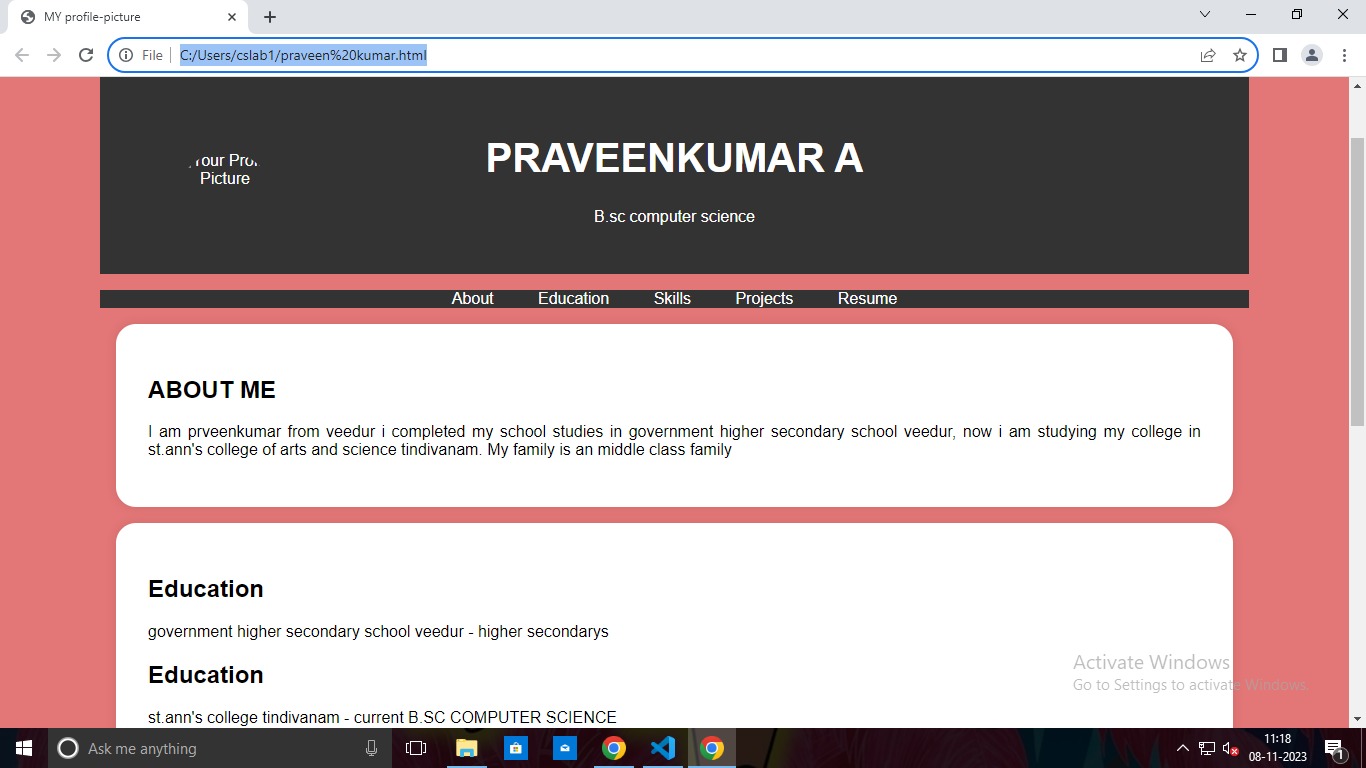 MY profile-picture
File
C:/Users/cslab1/praveen%20kumar.html
Picture
PRAVEENKUMAR A
B.sc computer science
About Education Skills Projects Resume
ABOUT ME
I am prveenkumar from veedur i completed my school studies in government higher secondary school veedur, now i am studying my college in
st.ann's college of arts and science tindivanam. My family is an middle class family
Education
government higher secondary school veedur - higher secondarys
Education
st.ann's college tindivanam - current B.SC COMPUTER SCIENCE
Activate Windows
Go to Settings to activate Windows.
Ask me anything
11:18
08-11-2023
1